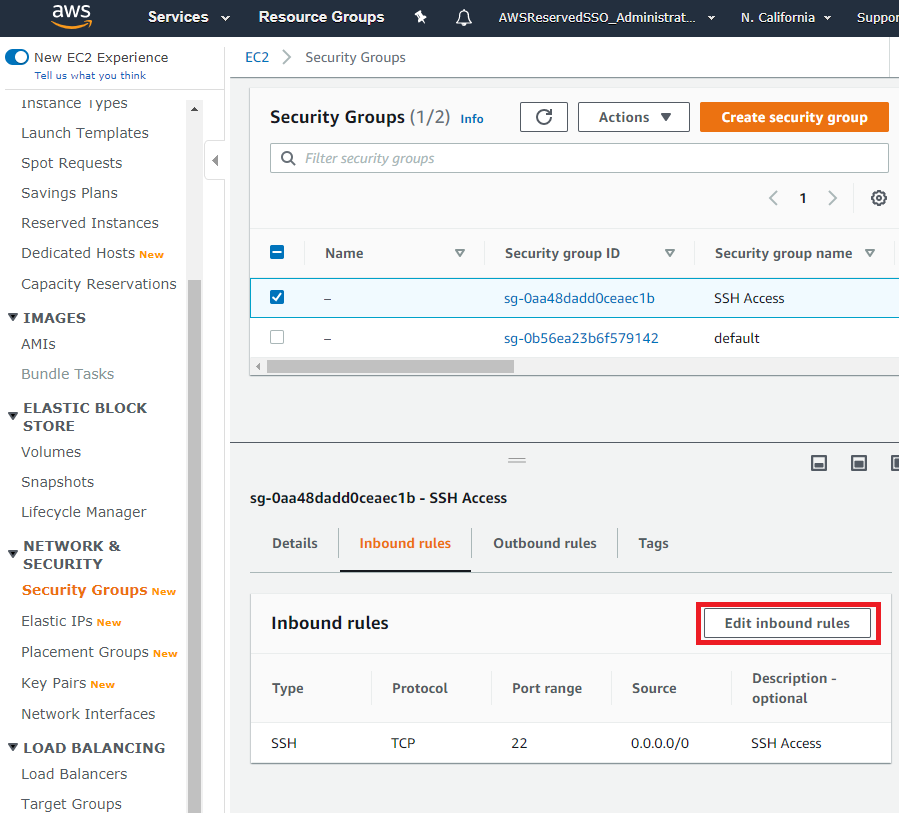 aws
Services
Resource Groups
AWSReservedSSO_Administrat...
N. California
Suppor
New EC2 Experience
Tell us what you think
Instance Types
Launch Templates
Spot Requests
Savings Plans
Reserved Instances
Dedicated Hosts New
Capacity Reservations
IMAGES
AMIs
Bundle Tasks
ELASTIC BLOCK
STORE
Volumes
Snapshots
Lifecycle Manager
NETWORK &
SECURITY
Security Groups New
Elastic IPs New
Placement Groups New
Key Pairs New
Network Interfaces
LOAD BALANCING
Load Balancers
Target Groups
EC2 > Security Groups
Security Groups (1/2) Info
Actions
Create security group
Filter security groups
1
Name Security group ID Security group name
– sg-0aa48dadd0ceaec1b SSH Access
– sg-0b56ea23b6f579142 default
sg-0aa48dadd0ceaec1b - SSH Access
Details Inbound rules Outbound rules Tags
Inbound rules
Edit inbound rules
Type Protocol Port range Source Description -
optional
SSH TCP 22 0.0.0.0/0 SSH Access